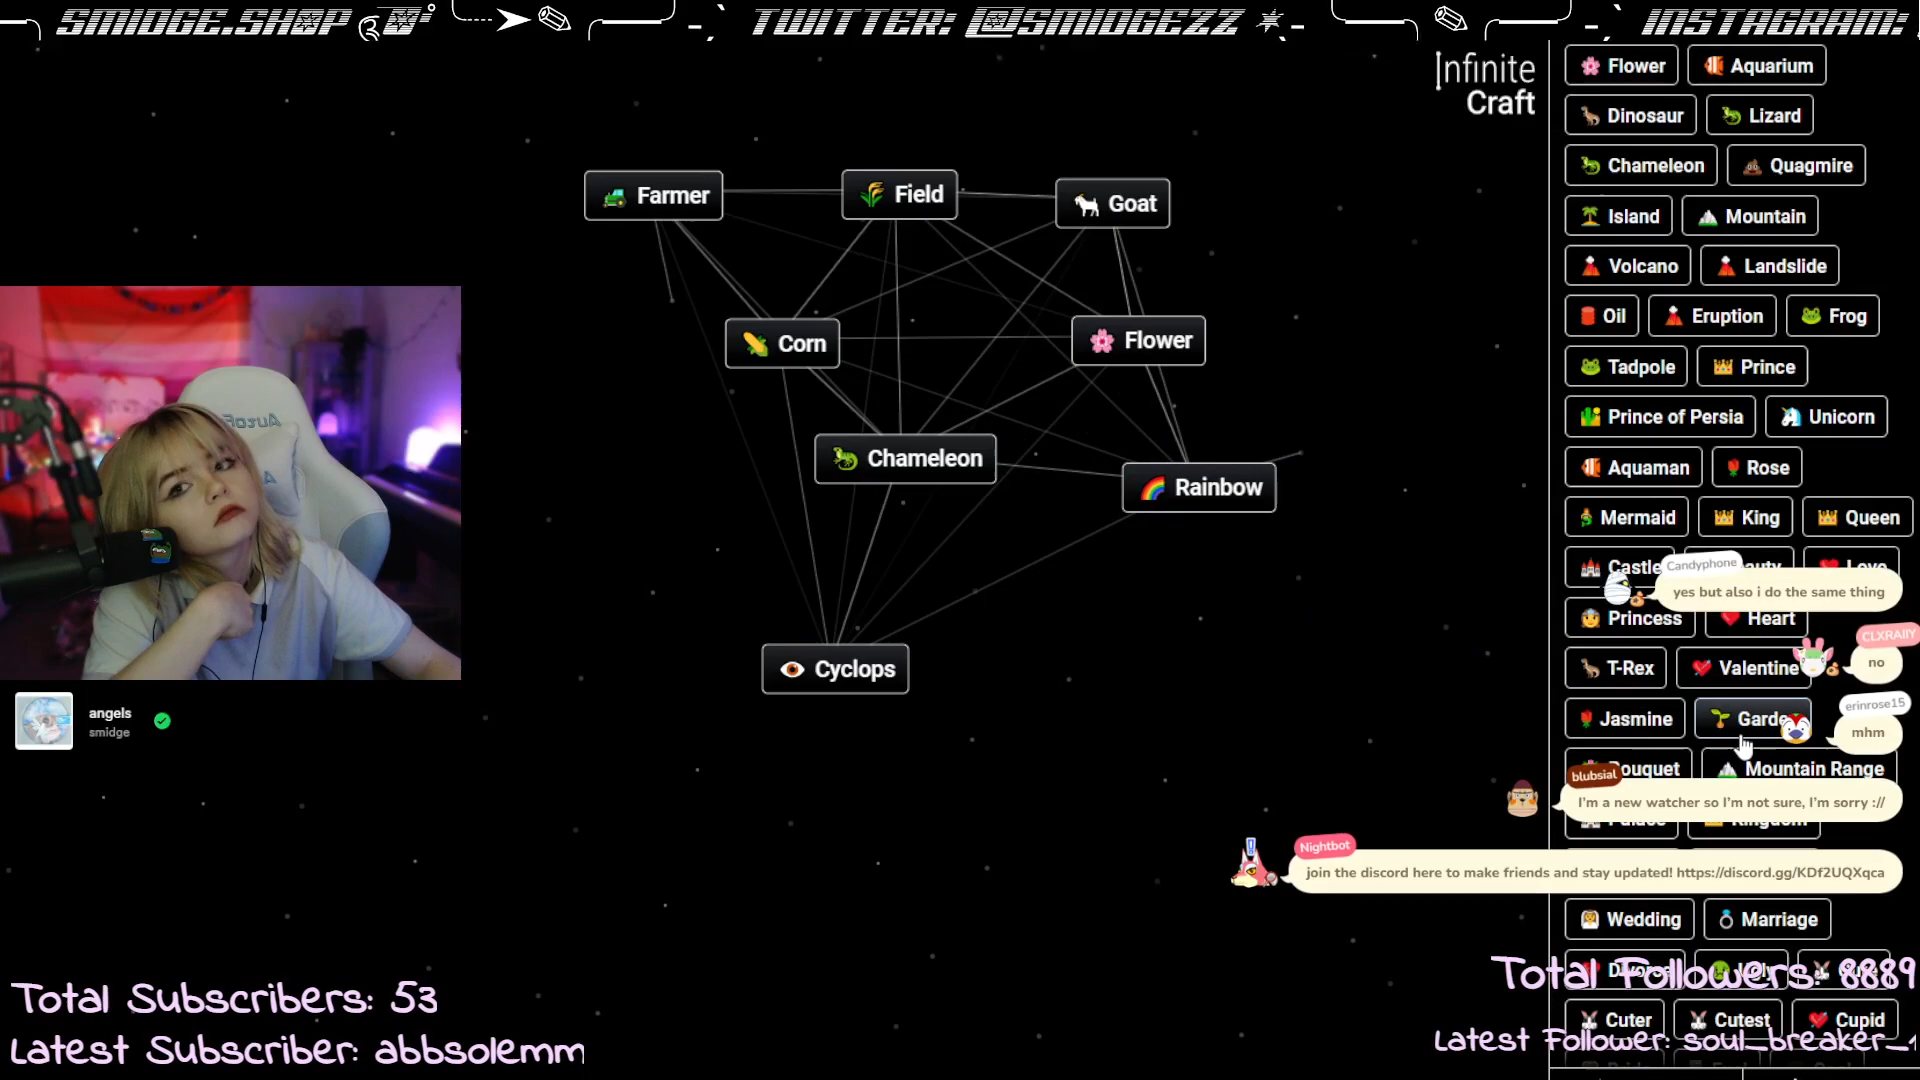 SMIDGE.SHOP
TWITTER: @SMIDGEZZ
INSTAGRAM:
Infinite
Craft
Flower
Aquarium
Dinosaur
Lizard
Chameleon
Quagmire
Island
Mountain
Volcano
Landslide
Oil
Eruption
Frog
Tadpole
Prince
Prince of Persia
Unicorn
Aquaman
Rose
Mermaid
King
Queen
Castle
Candyphone
yes but also i do the same thing
Princess
Heart
CLXRAIIY
no
T-Rex
Valentine
erinrose15
mhm
Jasmine
Garde
Bouquet
Mountain Range
blubsial
I'm a new watcher so I'm not sure, I'm sorry ://
Nightbot
join the discord here to make friends and stay updated! https://discord.gg/KDf2UQXqca
Wedding
Marriage
Total Followers: 8889
Cuter
Cutest
Cupid
Latest Follower: soul_breaker_
Farmer
Field
Goat
Corn
Flower
Chameleon
Rainbow
Cyclops
angels
smidge
Total Subscribers: 53
Latest Subscriber: abbsolemm